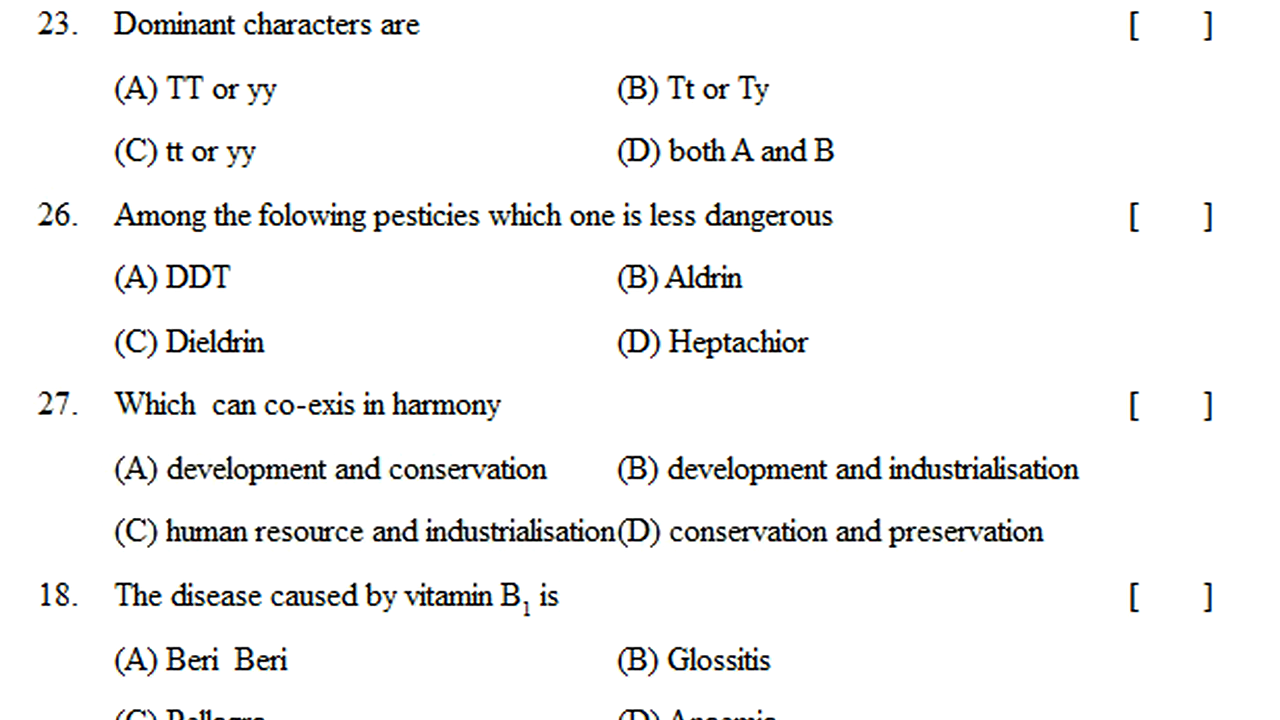 23. Dominant characters are [ ]
(A) TT or yy (B) Tt or Ty
(C) tt or yy (D) both A and B
26. Among the folowing pesticies which one is less dangerous [ ]
(A) DDT (B) Aldrin
(C) Dieldrin (D) Heptachior
27. Which can co-exis in harmony [ ]
(A) development and conservation (B) development and industrialisation
(C) human resource and industrialisation(D) conservation and preservation
18. The disease caused by vitamin B₁ is [ ]
(A) Beri Beri (B) Glossitis
(C) Pellagra (D) Anaemia